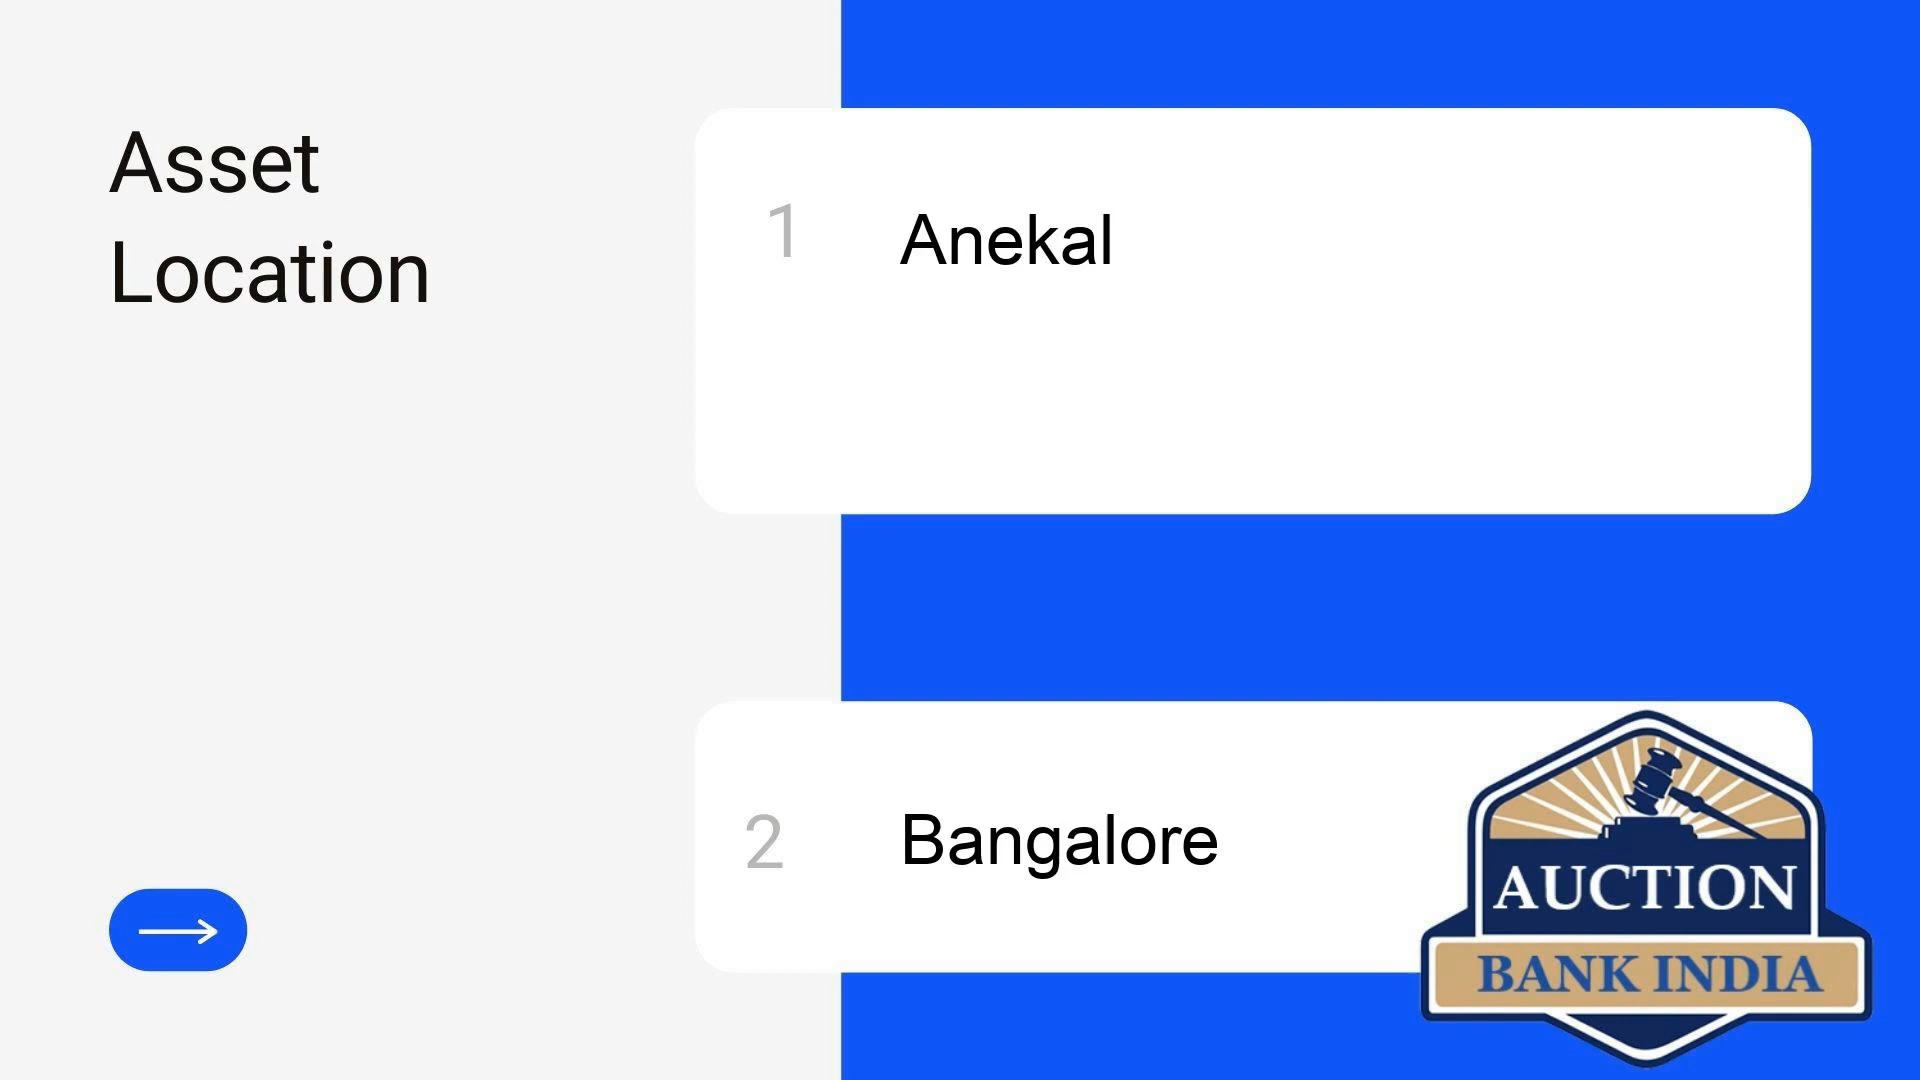 Asset
Location
1
Anekal
2
Bangalore
AUCTION
BANK INDIA